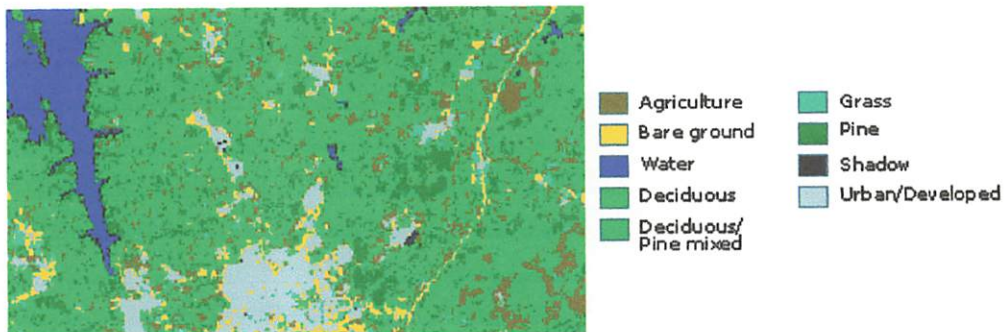 Agriculture
Bare ground
Water
Deciduous
Deciduous/
Pine mixed
Grass
Pine
Shadow
Urban/Developed